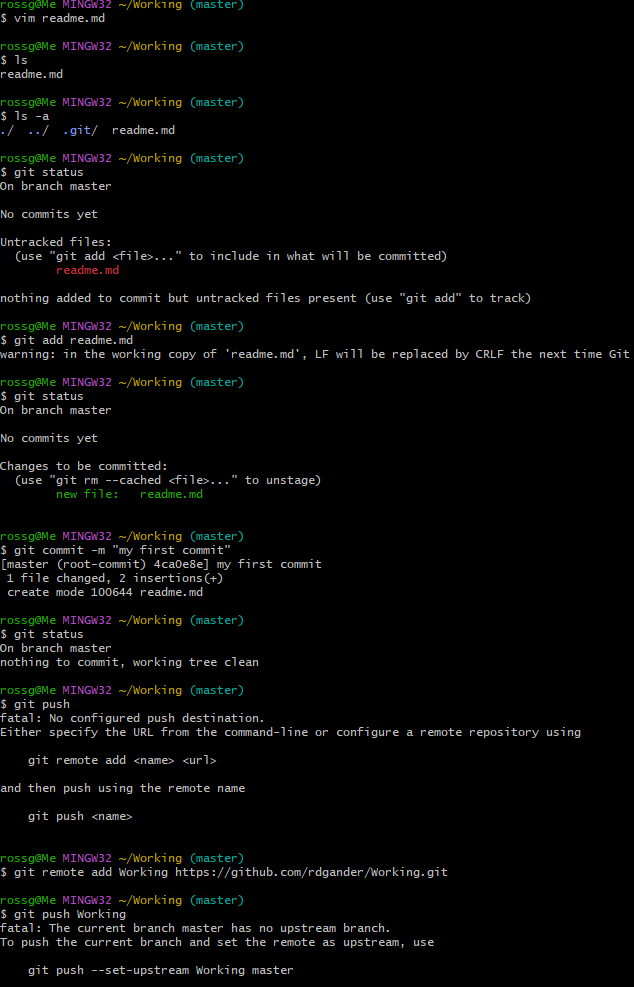 rossg@Me MINGW32 ~/Working (master)
$ vim readme.md
rossg@Me MINGW32 ~/Working (master)
$ ls
readme.md
rossg@Me MINGW32 ~/Working (master)
$ ls -a
./  ../  .git/  readme.md
rossg@Me MINGW32 ~/Working (master)
$ git status
On branch master
No commits yet
Untracked files:
  (use "git add <file>..." to include in what will be committed)
        readme.md
nothing added to commit but untracked files present (use "git add" to track)
rossg@Me MINGW32 ~/Working (master)
$ git add readme.md
warning: in the working copy of 'readme.md', LF will be replaced by CRLF the next time Git
rossg@Me MINGW32 ~/Working (master)
$ git status
On branch master
No commits yet
Changes to be committed:
  (use "git rm --cached <file>..." to unstage)
        new file:   readme.md
rossg@Me MINGW32 ~/Working (master)
$ git commit -m "my first commit"
[master (root-commit) 4ca0e8e] my first commit
 1 file changed, 2 insertions(+)
 create mode 100644 readme.md
rossg@Me MINGW32 ~/Working (master)
$ git status
On branch master
nothing to commit, working tree clean
rossg@Me MINGW32 ~/Working (master)
$ git push
fatal: No configured push destination.
Either specify the URL from the command-line or configure a remote repository using
    git remote add <name> <url>
and then push using the remote name
    git push <name>
rossg@Me MINGW32 ~/Working (master)
$ git remote add Working https://github.com/rdgander/Working.git
rossg@Me MINGW32 ~/Working (master)
$ git push Working
fatal: The current branch master has no upstream branch.
To push the current branch and set the remote as upstream, use
    git push --set-upstream Working master